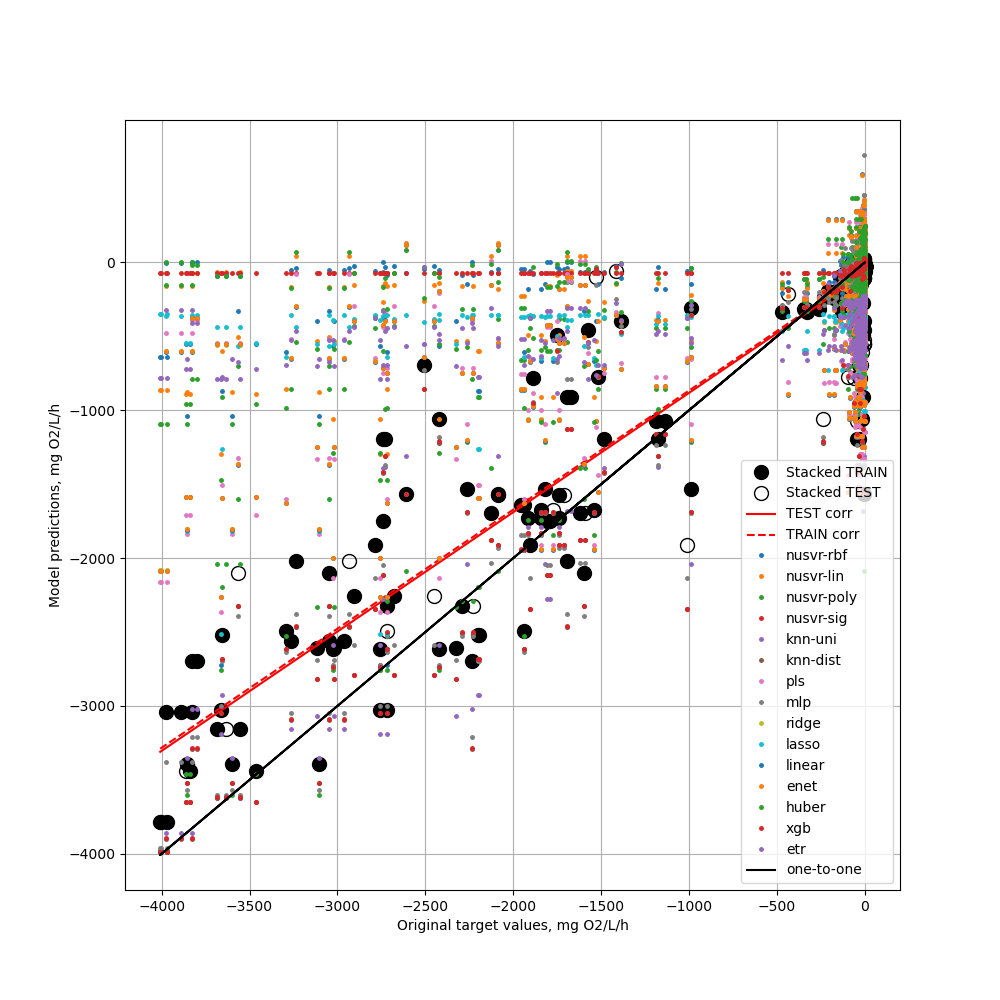 0
−1000
−2000
−3000
−4000
Model predictions, mg O2/L/h
−4000 −3500 −3000 −2500 −2000 −1500 −1000 −500 0
Original target values, mg O2/L/h
Stacked TRAIN
Stacked TEST
TEST corr
TRAIN corr
nusvr-rbf
nusvr-lin
nusvr-poly
nusvr-sig
knn-uni
knn-dist
pls
mlp
ridge
lasso
linear
enet
huber
xgb
etr
one-to-one